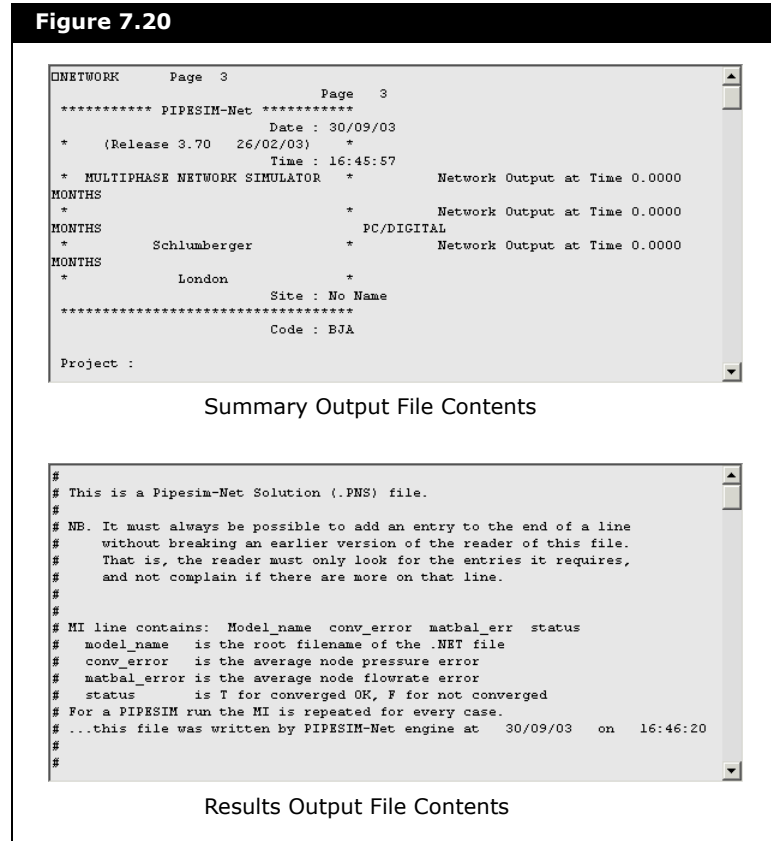 Figure 7.20
□NETWORK Page 3
Page 3
*********** PIPESIM-Net ***********
Date : 30/09/03
* (Release 3.70 26/02/03) *
Time : 16:45:57
* MULTIPHASE NETWORK SIMULATOR * Network Output at Time 0.0000
MONTHS
* * Network Output at Time 0.0000
MONTHS PC/DIGITAL
* Schlumberger * Network Output at Time 0.0000
MONTHS
* London *
Site : No Name
***********************************
Code : BJA
Project :
Summary Output File Contents
#
# This is a Pipesim-Net Solution (.PNS) file.
#
# NB. It must always be possible to add an entry to the end of a line
# without breaking an earlier version of the reader of this file.
# That is, the reader must only look for the entries it requires,
# and not complain if there are more on that line.
#
#
# MI line contains: Model_name conv_error matbal_err status
# model_name is the root filename of the .NET file
# conv_error is the average node pressure error
# matbal_error is the average node flowrate error
# status is T for converged OK, F for not converged
# For a PIPESIM run the MI is repeated for every case.
# ...this file was written by PIPESIM-Net engine at 30/09/03 on 16:46:20
#
#
Results Output File Contents